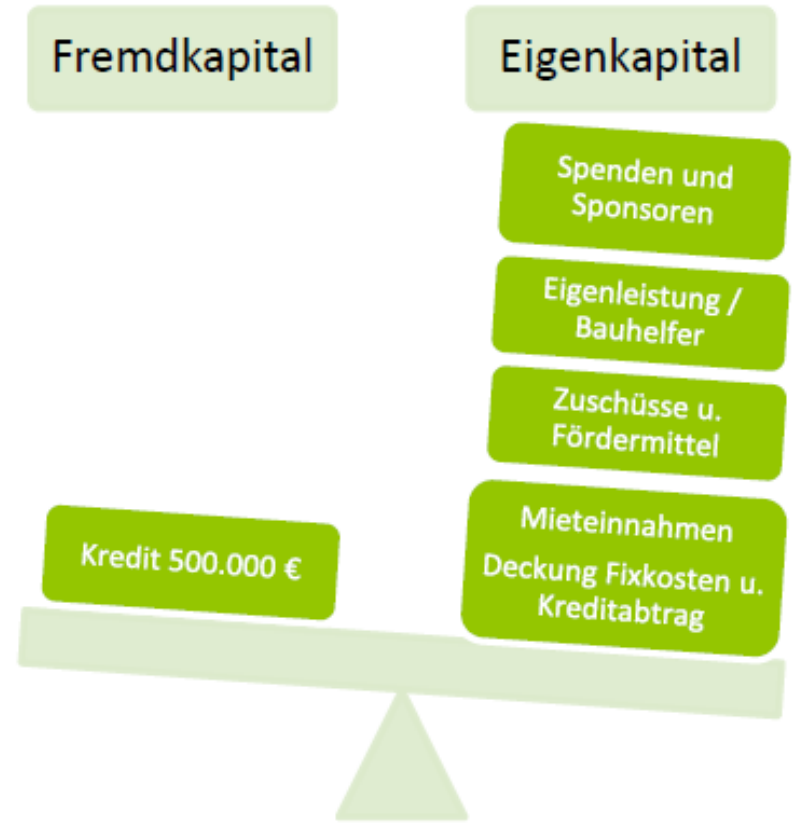 Fremdkapital
Eigenkapital
Spenden und
Sponsoren
Eigenleistung /
Bauhelfer
Zuschüsse u.
Fördermittel
Mieteinnahmen
Deckung Fixkosten u.
Kreditabtrag
Kredit 500.000 €